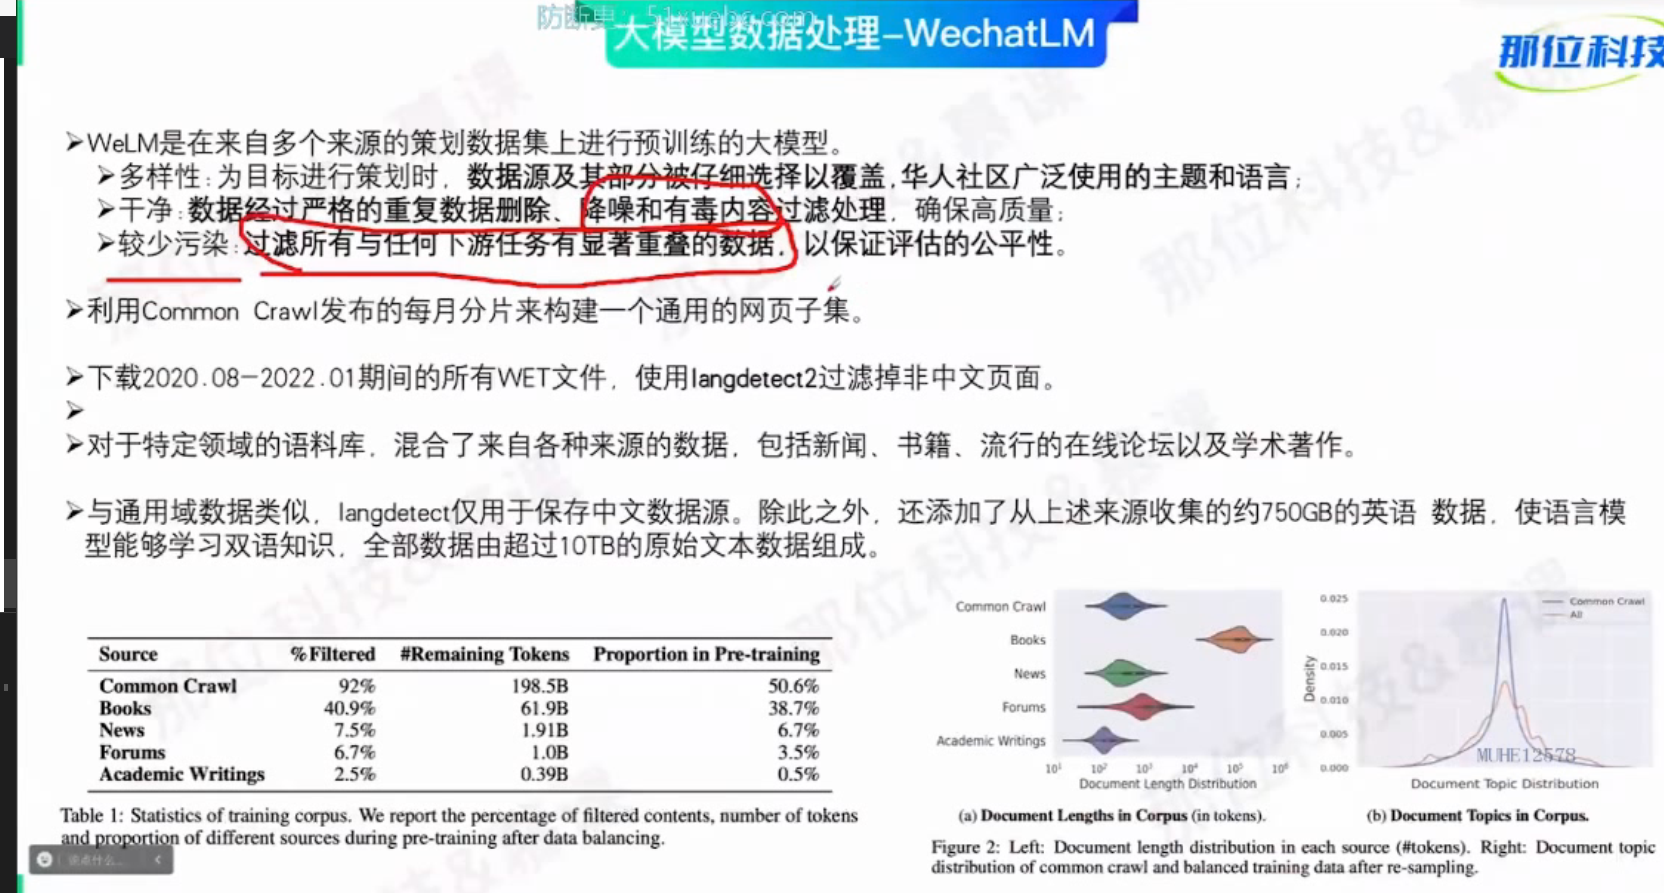 防断更：51xuebc.com
大模型数据处理-WechatLM
那位科技
➤WeLM是在来自多个来源的策划数据集上进行预训练的大模型。
➤多样性:为目标进行策划时，数据源及其部分被仔细选择以覆盖,华人社区广泛使用的主题和语言；
➤干净:数据经过严格的重复数据删除、降噪和有毒内容过滤处理，确保高质量；
➤较少污染:过滤所有与任何下游任务有显著重叠的数据，以保证评估的公平性。
➤利用Common Crawl发布的每月分片来构建一个通用的网页子集。
➤下载2020.08-2022.01期间的所有WET文件，使用langdetect2过滤掉非中文页面。
➤
➤对于特定领域的语料库，混合了来自各种来源的数据，包括新闻、书籍、流行的在线论坛以及学术著作。
➤与通用域数据类似，langdetect仅用于保存中文数据源。除此之外，还添加了从上述来源收集的约750GB的英语 数据，使语言模
型能够学习双语知识，全部数据由超过10TB的原始文本数据组成。
Source %Filtered #Remaining Tokens Proportion in Pre-training
Common Crawl 92% 198.5B 50.6%
Books 40.9% 61.9B 38.7%
News 7.5% 1.91B 6.7%
Forums 6.7% 1.0B 3.5%
Academic Writings 2.5% 0.39B 0.5%
Table 1: Statistics of training corpus. We report the percentage of filtered contents, number of tokens
and proportion of different sources during pre-training after data balancing.
说点什么...
Common Crawl
Books
News
Forums
Academic Writings
10¹ 10² 10³ 10⁴ 10⁵ 10⁶
Document Length Distribution
(a) Document Lengths in Corpus (in tokens).
Density
0.025
0.020
0.015
0.010
0.005
0.000
Common Crawl
All
MUHE12578
Document Topic Distribution
(b) Document Topics in Corpus.
Figure 2: Left: Document length distribution in each source (#tokens). Right: Document topic
distribution of common crawl and balanced training data after re-sampling.